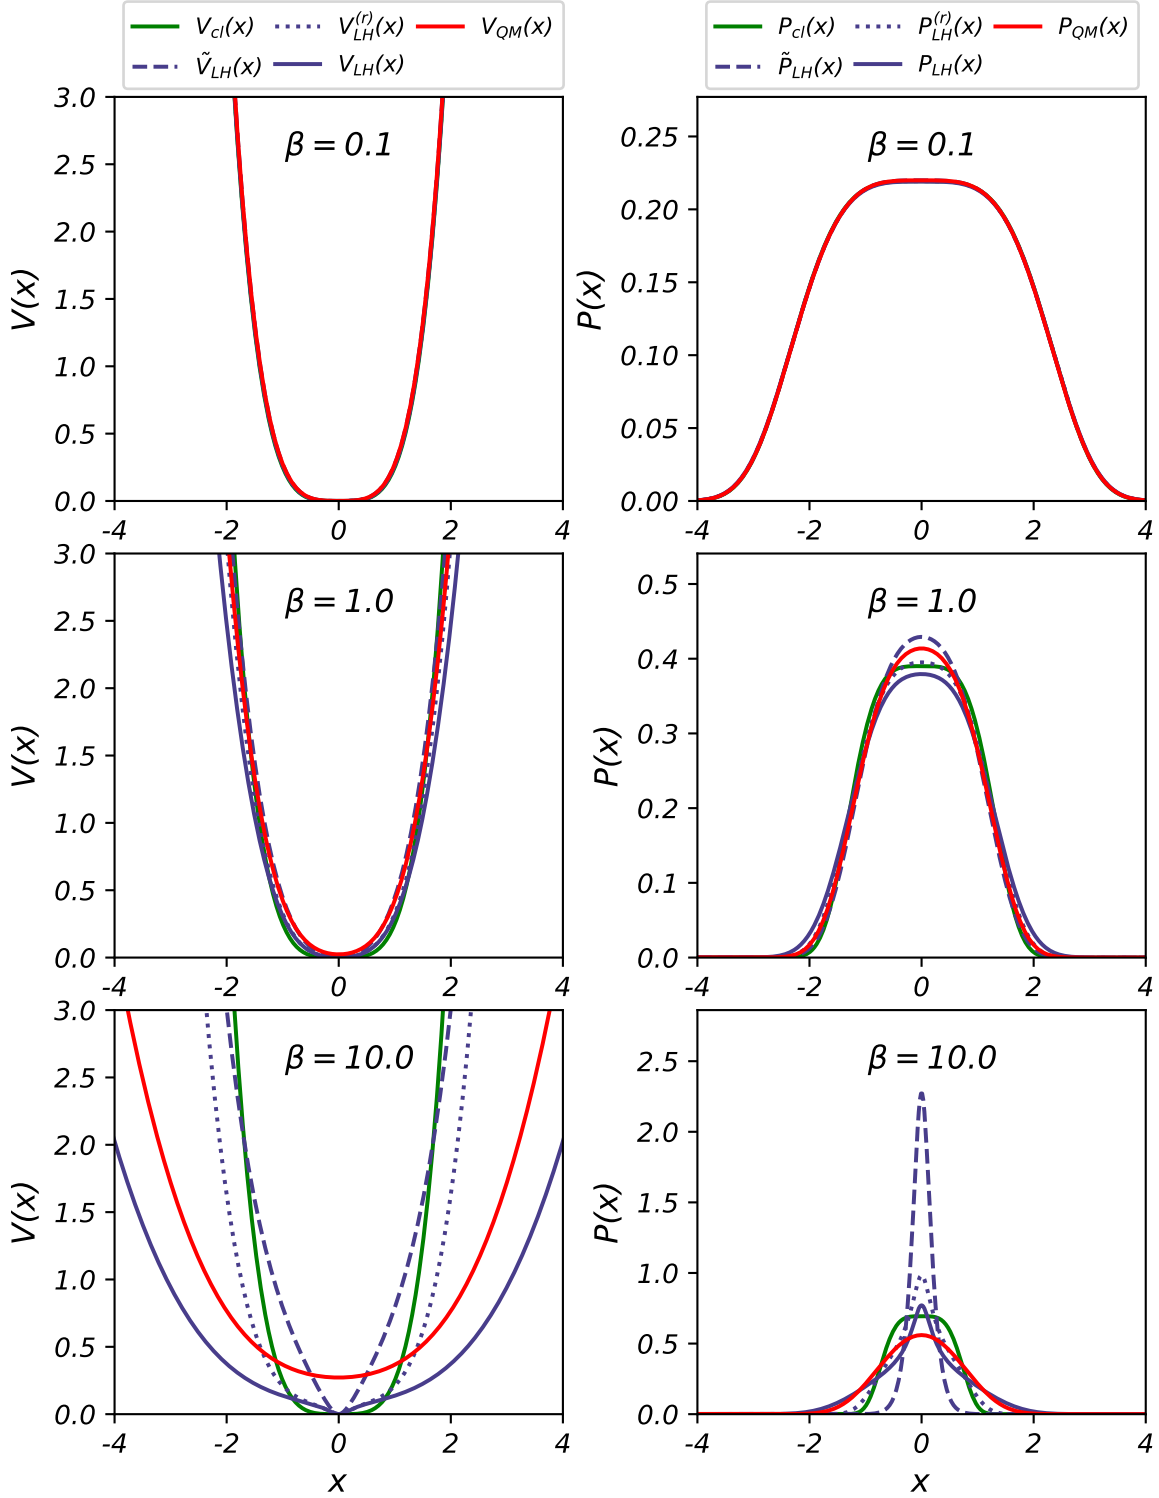 V_cl(x) V_LH^(r)(x) V_QM(x)
Ṽ_LH(x) V_LH(x)
P_cl(x) P_LH^(r)(x) P_QM(x)
P̃_LH(x) P_LH(x)
3.0
2.5
2.0
1.5
1.0
0.5
0.0
V(x)
β = 0.1
-4 -2 0 2 4
0.25
0.20
0.15
0.10
0.05
0.00
P(x)
β = 0.1
-4 -2 0 2 4
3.0
2.5
2.0
1.5
1.0
0.5
0.0
V(x)
β = 1.0
-4 -2 0 2 4
0.5
0.4
0.3
0.2
0.1
0.0
P(x)
β = 1.0
-4 -2 0 2 4
3.0
2.5
2.0
1.5
1.0
0.5
0.0
V(x)
β = 10.0
-4 -2 0 2 4
x
2.5
2.0
1.5
1.0
0.5
0.0
P(x)
β = 10.0
-4 -2 0 2 4
x